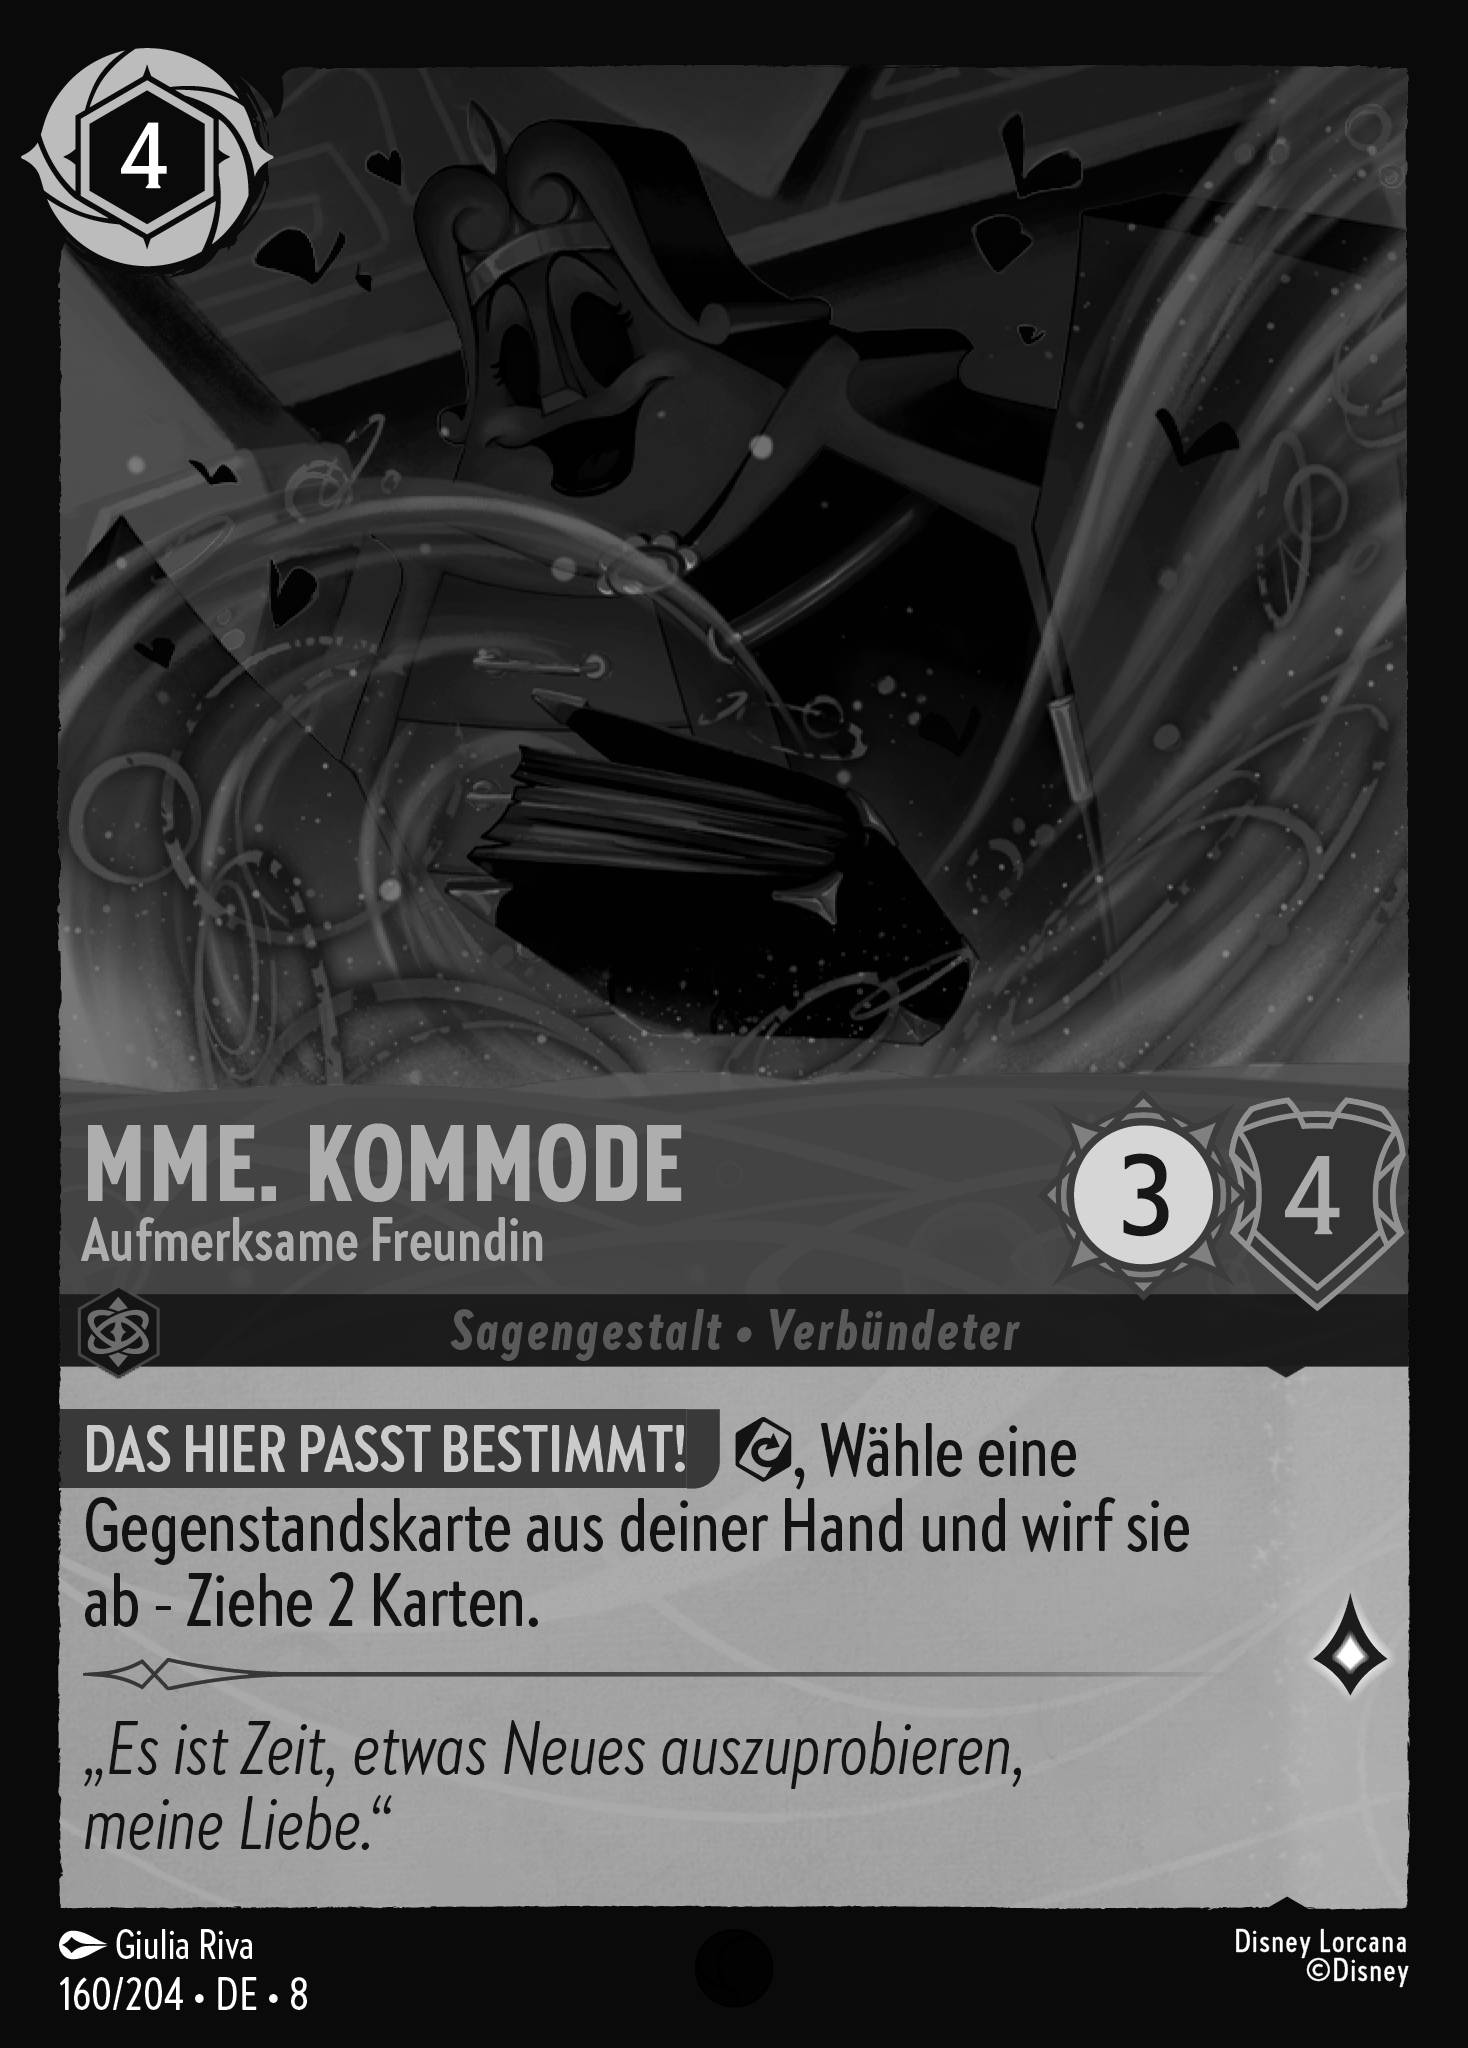 4
MME. KOMMODE
Aufmerksame Freundin
3
4
Sagengestalt • Verbündeter
DAS HIER PASST BESTIMMT! , Wähle eine
Gegenstandskarte aus deiner Hand und wirf sie
ab - Ziehe 2 Karten.
„Es ist Zeit, etwas Neues auszuprobieren,
meine Liebe.“
Giulia Riva
160/204 • DE • 8
Disney Lorcana
©Disney